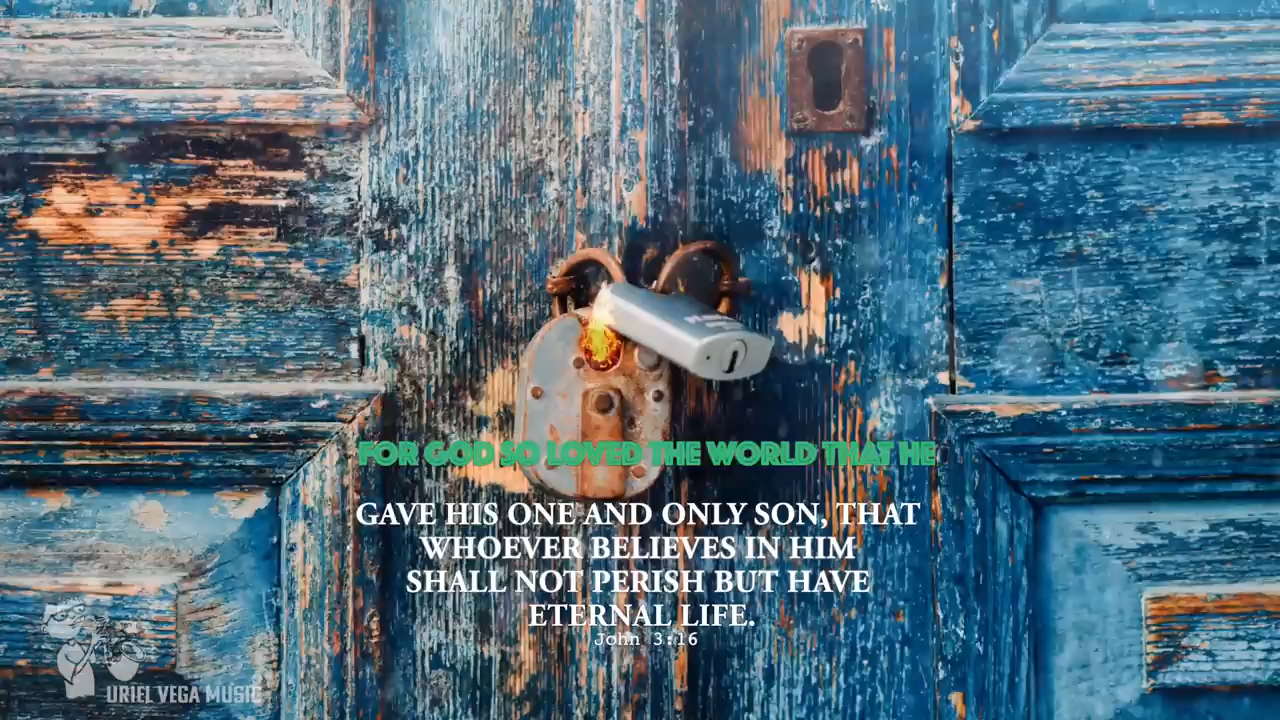 FOR GOD SO LOVED THE WORLD THAT HE
GAVE HIS ONE AND ONLY SON, THAT
WHOEVER BELIEVES IN HIM
SHALL NOT PERISH BUT HAVE
ETERNAL LIFE.
John 3:16
URIEL VEGA MUSIC